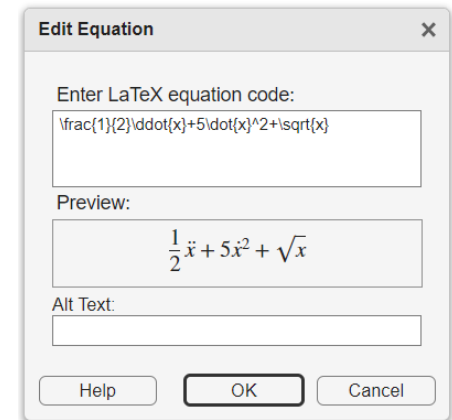 Edit Equation ×
Enter LaTeX equation code:
\frac{1}{2}\ddot{x}+5\dot{x}^2+\sqrt{x}
Preview:
½ẍ + 5ẋ² + √x
Alt Text:
Help OK Cancel